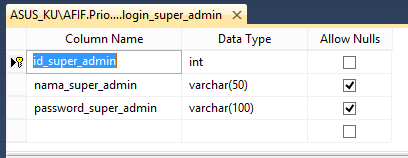 ASUS_KU\AFIF.Prio....login_super_admin
Column Name Data Type Allow Nulls
id_super_admin int
nama_super_admin varchar(50)
password_super_admin varchar(100)